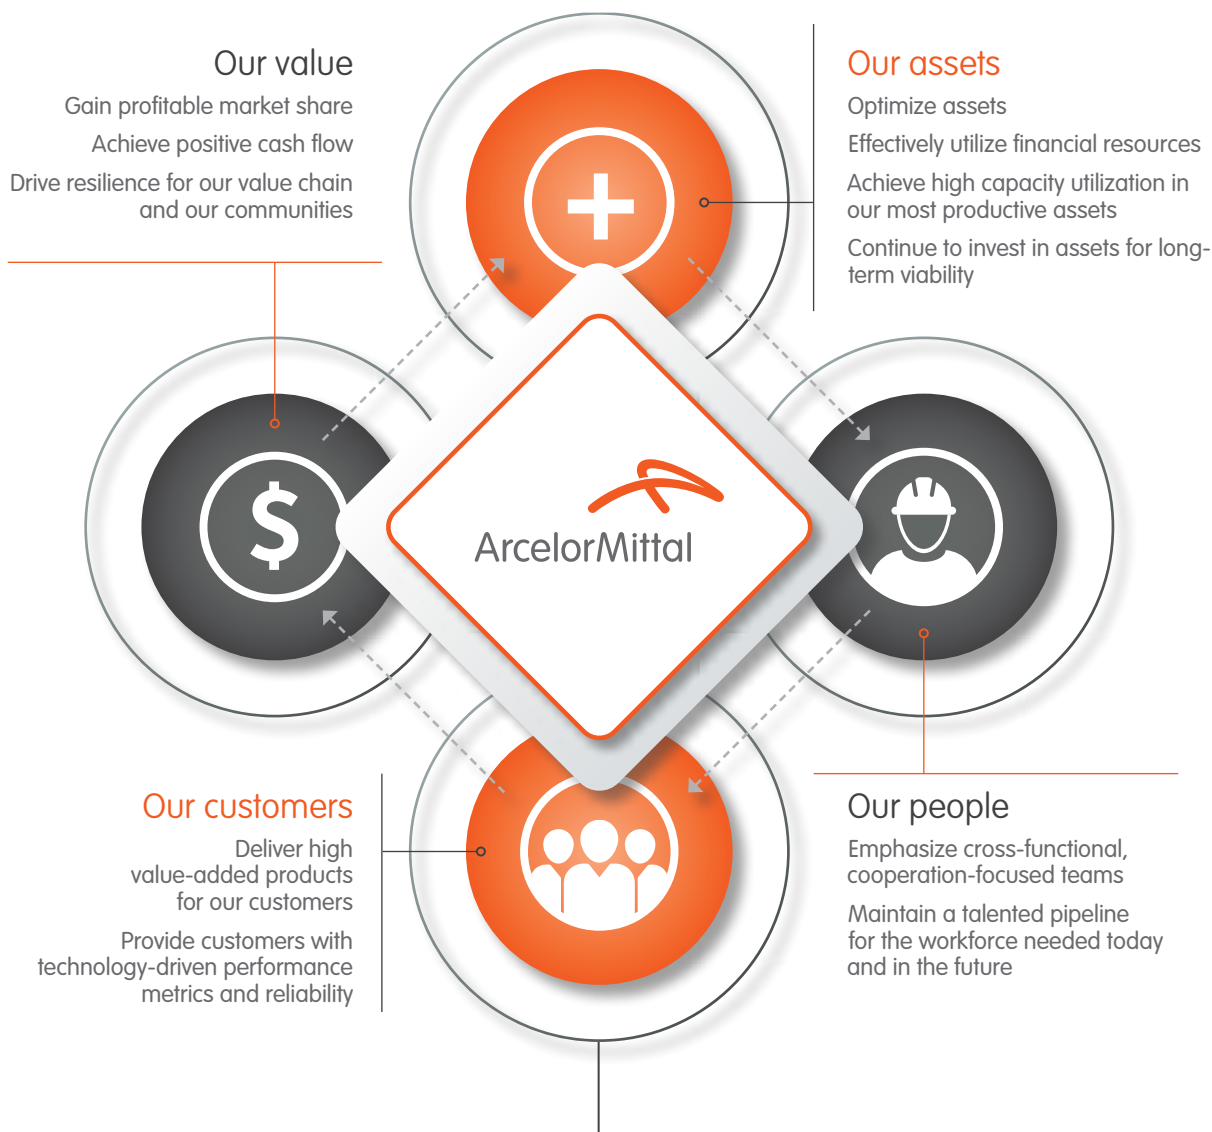 Our value
Gain profitable market share
Achieve positive cash flow
Drive resilience for our value chain
and our communities
Our assets
Optimize assets
Effectively utilize financial resources
Achieve high capacity utilization in
our most productive assets
Continue to invest in assets for long-
term viability
$
ArcelorMittal
Our customers
Deliver high
value-added products
for our customers
Provide customers with
technology-driven performance
metrics and reliability
Our people
Emphasize cross-functional,
cooperation-focused teams
Maintain a talented pipeline
for the workforce needed today
and in the future